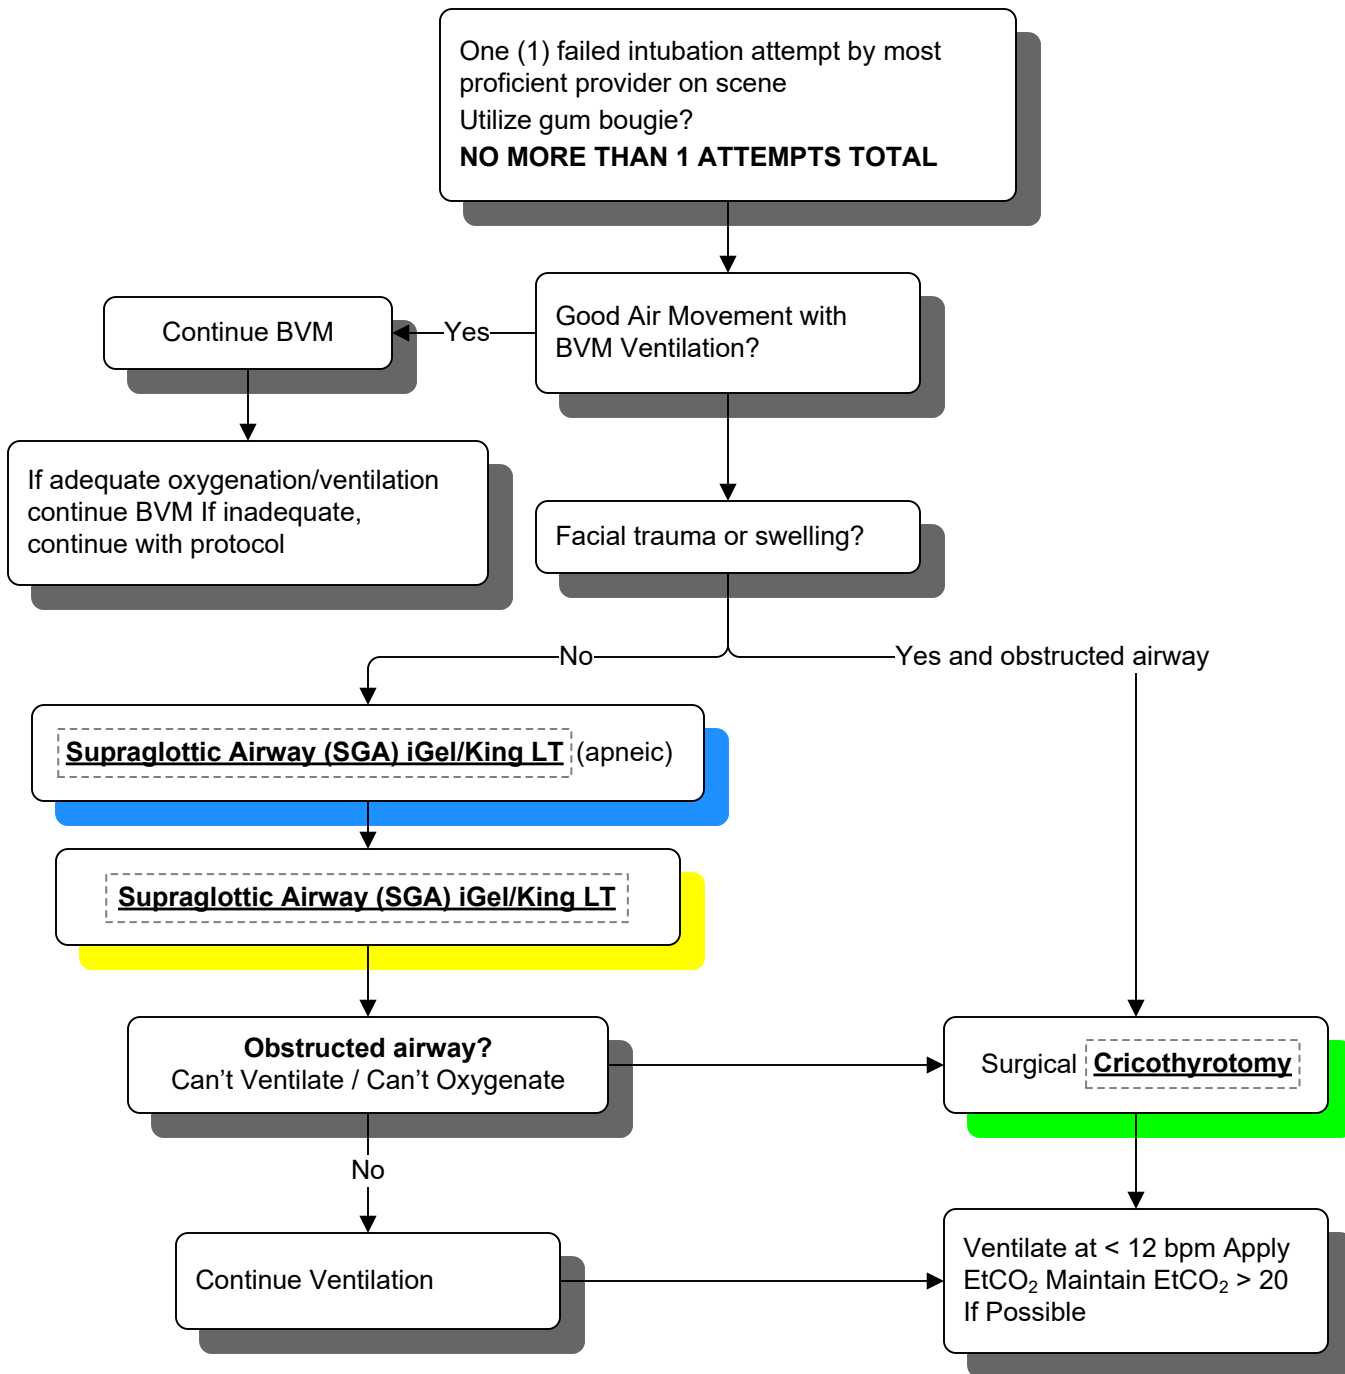 One (1) failed intubation attempt by most
proficient provider on scene
Utilize gum bougie?
NO MORE THAN 1 ATTEMPTS TOTAL
Good Air Movement with
BVM Ventilation?
Yes
Continue BVM
If adequate oxygenation/ventilation
continue BVM If inadequate,
continue with protocol
Facial trauma or swelling?
No
Yes and obstructed airway
Supraglottic Airway (SGA) iGel/King LT (apneic)
Supraglottic Airway (SGA) iGel/King LT
Obstructed airway?
Can’t Ventilate / Can’t Oxygenate
Surgical Cricothyrotomy
No
Continue Ventilation
Ventilate at < 12 bpm Apply
EtCO₂ Maintain EtCO₂ > 20
If Possible